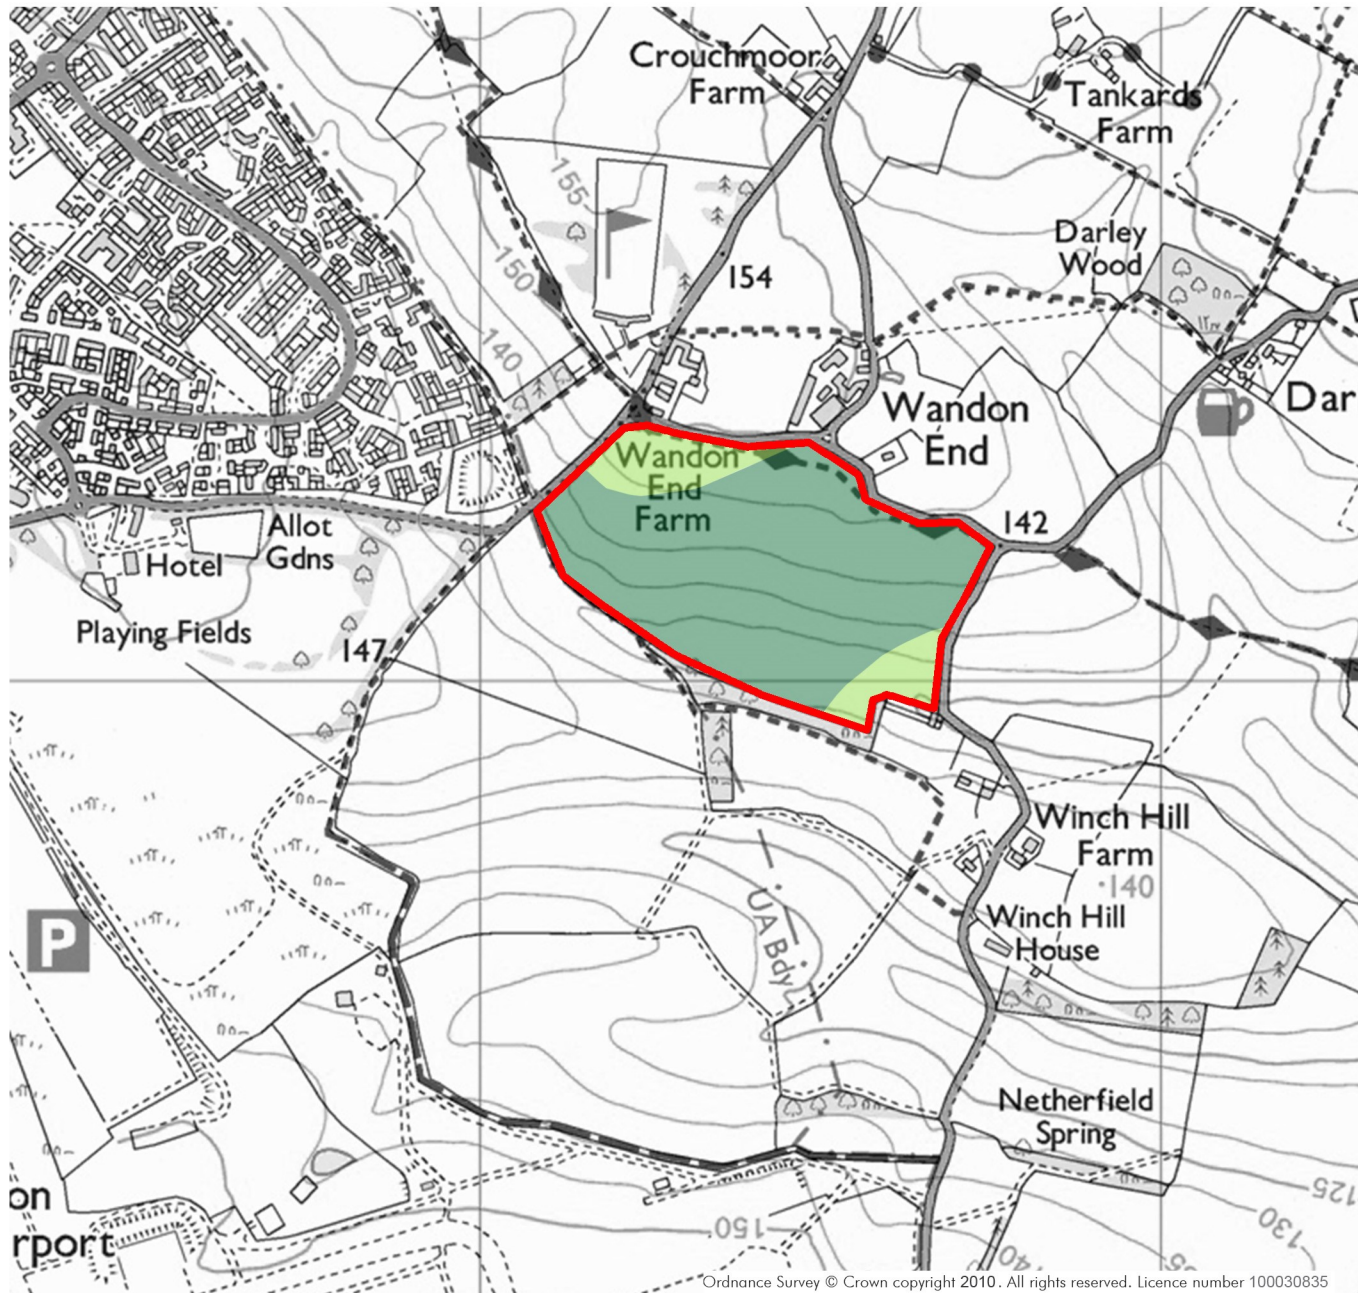 Crouchmoor
Farm
Tankards
Farm
155
Darley
Wood
150
154
140
Wandon
End
Dar
Wandon
End
Farm
142
Allot
Gdns
Hotel
Playing Fields
147
Winch Hill
Farm
·140
UA Bdy
P
Winch Hill
House
Netherfield
Spring
on
rport
150
125
130
140
Ordnance Survey © Crown copyright 2010. All rights reserved. Licence number 100030835